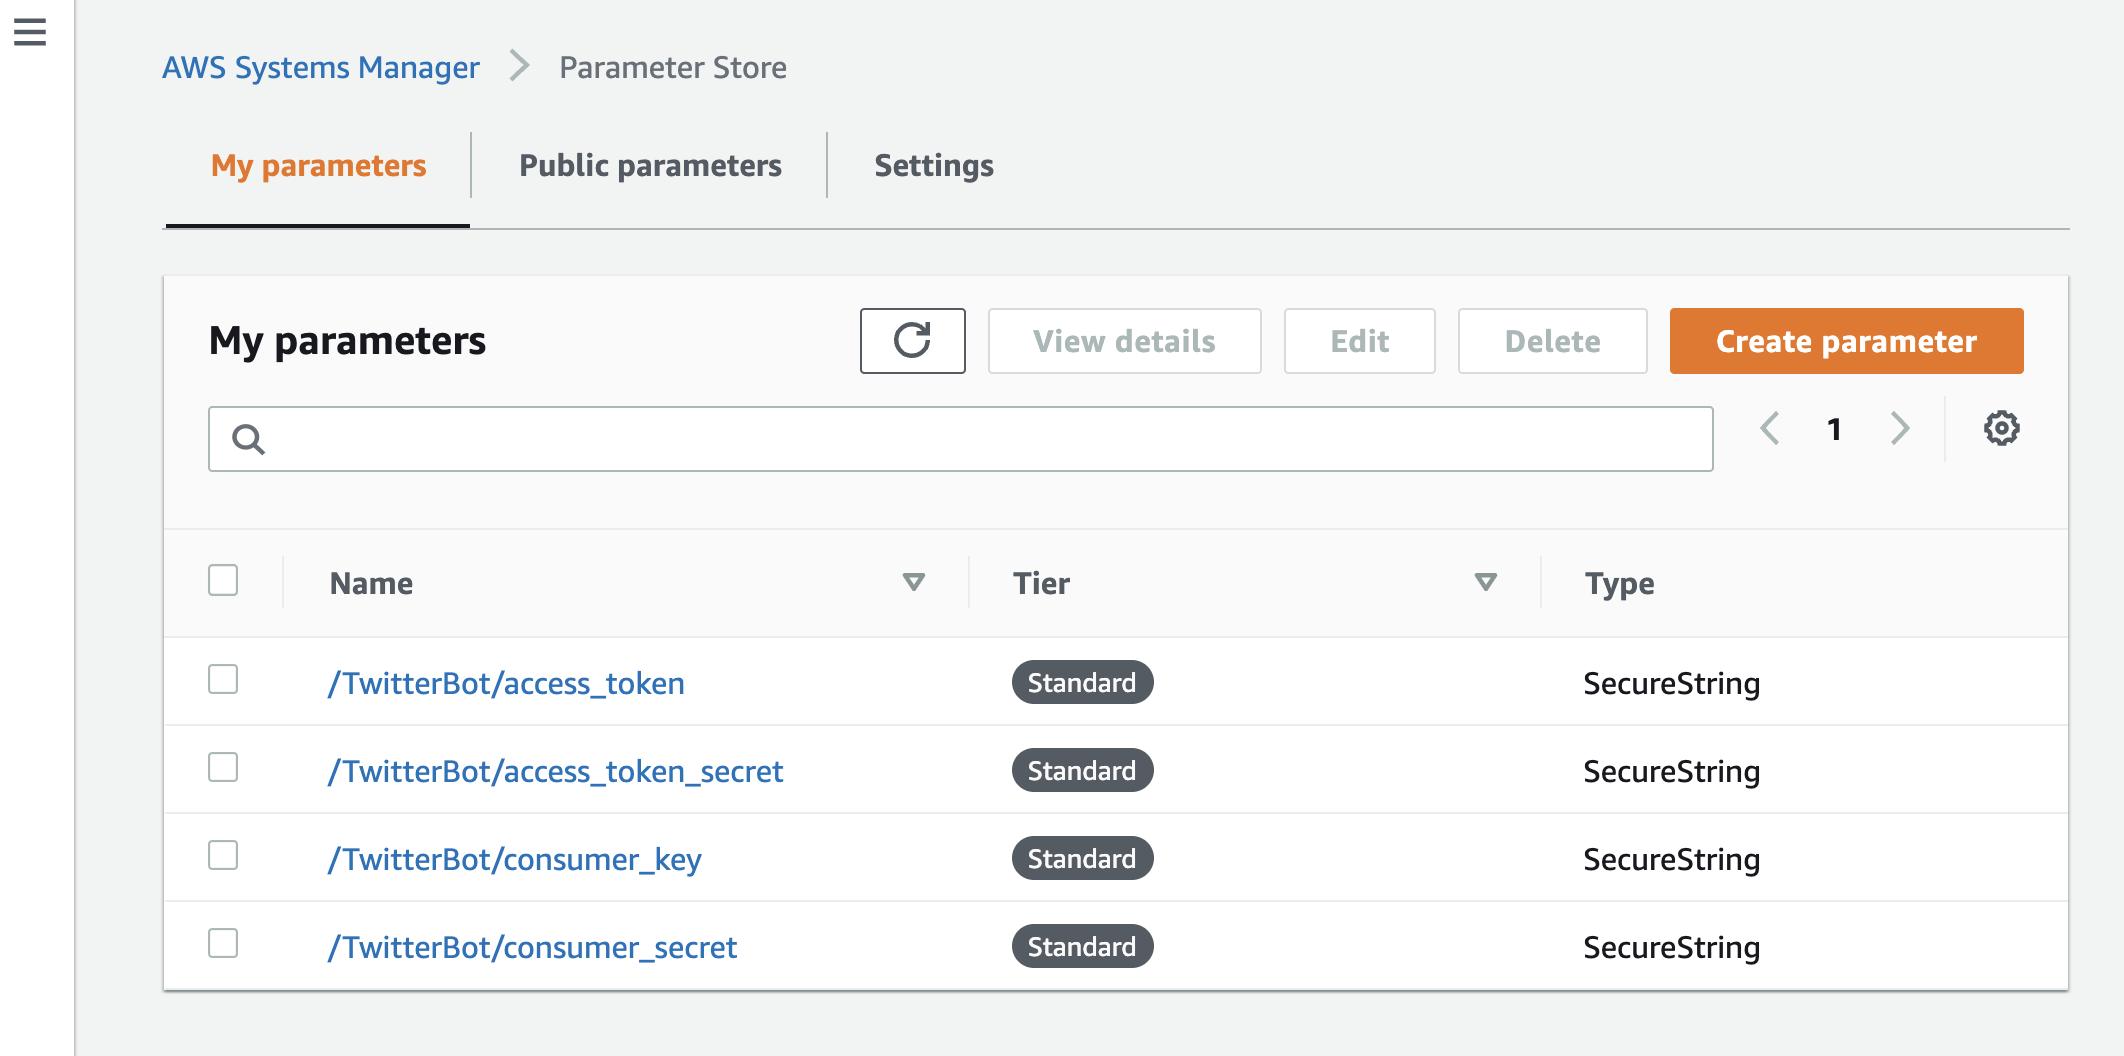 AWS Systems Manager > Parameter Store
My parameters Public parameters Settings
My parameters View details Edit Delete Create parameter
1
Name Tier Type
/TwitterBot/access_token Standard SecureString
/TwitterBot/access_token_secret Standard SecureString
/TwitterBot/consumer_key Standard SecureString
/TwitterBot/consumer_secret Standard SecureString